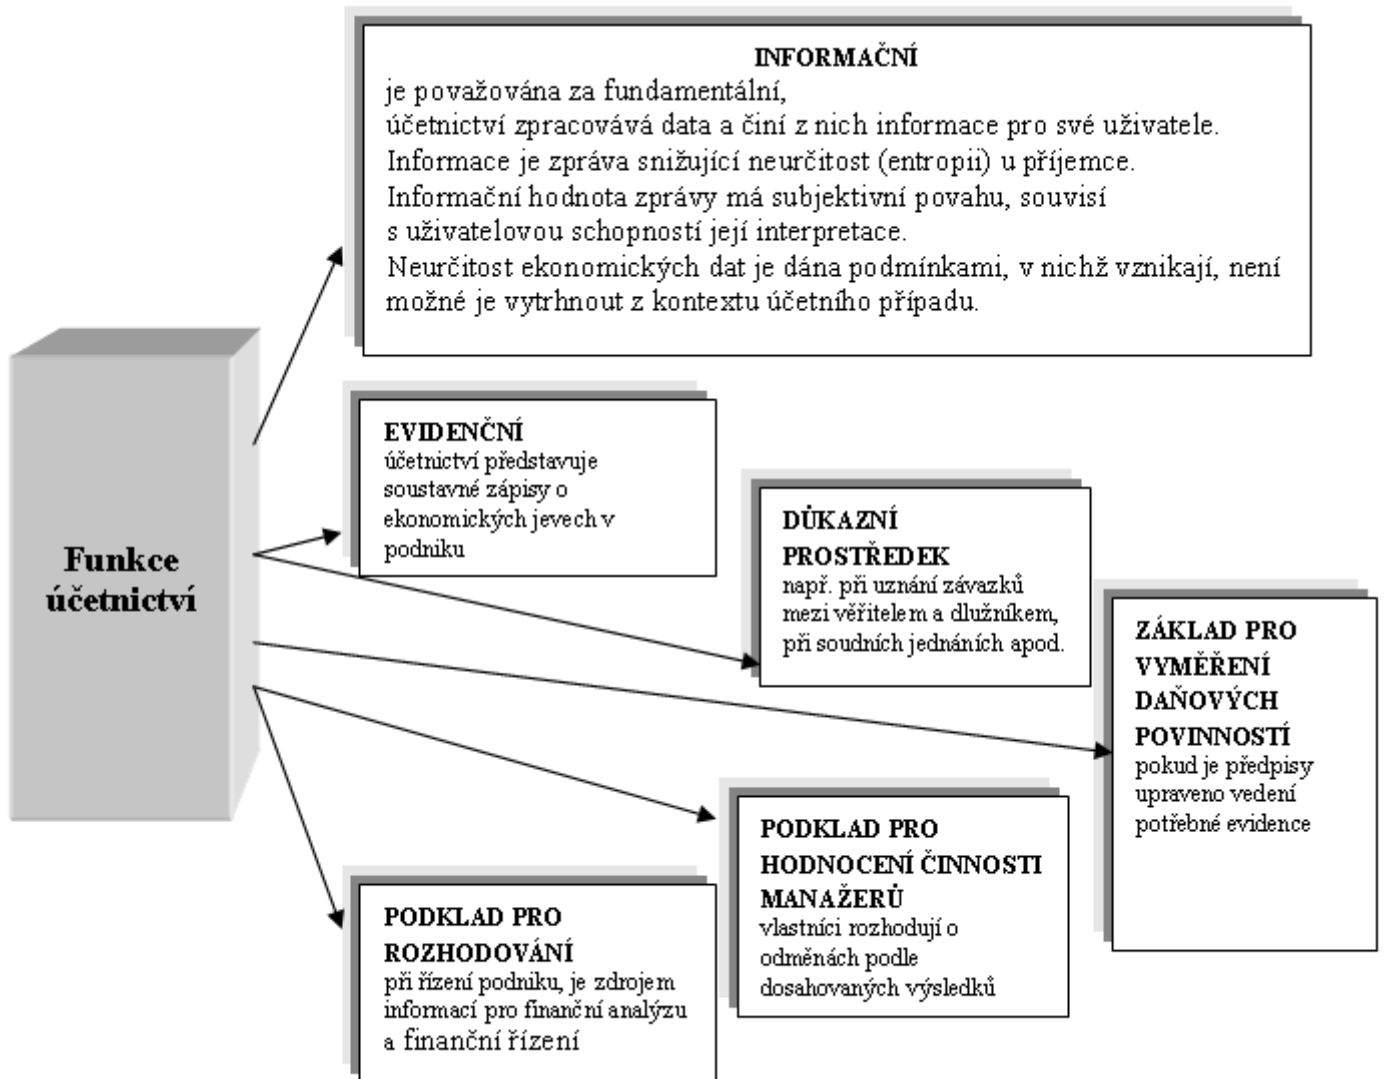 INFORMAČNÍ
je považována za fundamentální,
účetnictví zpracovává data a činí z nich informace pro své uživatele.
Informace je zpráva snižující neurčitost (entropii) u příjemce.
Informační hodnota zprávy má subjektivní povahu, souvisí
s uživatelovou schopností její interpretace.
Neurčitost ekonomických dat je dána podmínkami, v nichž vznikají, není
možné je vytrhnout z kontextu účetního případu.
Funkce
účetnictví
EVIDENČNÍ
účetnictví představuje
soustavné zápisy o
ekonomických jevech v
podniku
DŮKAZNÍ
PROSTŘEDEK
např. při uznání závazků
mezi věřitelem a dlužníkem,
při soudních jednáních apod.
ZÁKLAD PRO
VYMĚŘENÍ
DAŇOVÝCH
POVINNOSTÍ
pokud je předpisy
upraveno vedení
potřebné evidence
PODKLAD PRO
HODNOCENÍ ČINNOSTI
MANAŽERŮ
vlastníci rozhodují o
odměnách podle
dosahovaných výsledků
PODKLAD PRO
ROZHODOVÁNÍ
při řízení podniku, je zdrojem
informací pro finanční analýzu
a finanční řízení